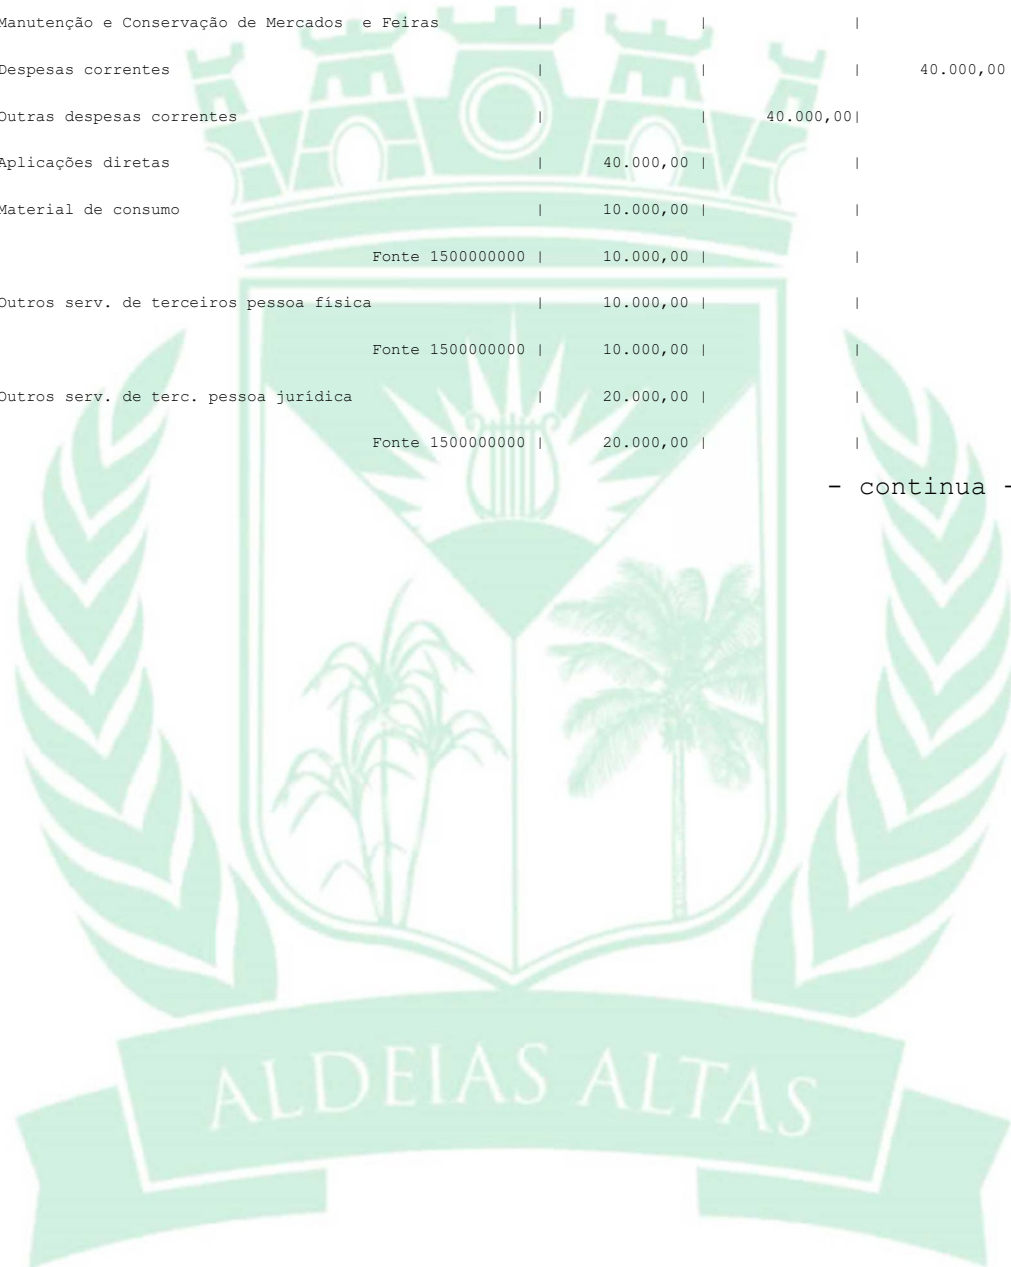 Manutenção e Conservação de Mercados e Feiras | | |
Despesas correntes | | | 40.000,00
Outras despesas correntes | | 40.000,00|
Aplicações diretas | 40.000,00 | |
Material de consumo | 10.000,00 | |
Fonte 1500000000 | 10.000,00 | |
Outros serv. de terceiros pessoa física | 10.000,00 | |
Fonte 1500000000 | 10.000,00 | |
Outros serv. de terc. pessoa jurídica | 20.000,00 | |
Fonte 1500000000 | 20.000,00 | |
- continua -
ALDEIAS ALTAS